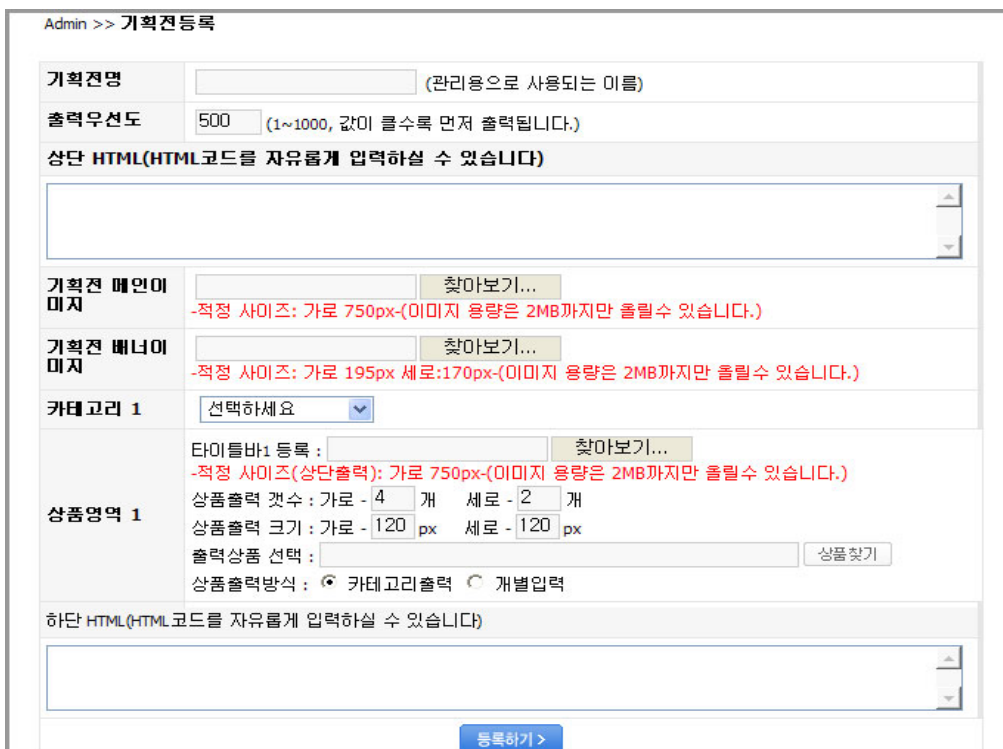 Admin >> 기획전등록
기획전명 (관리용으로 사용되는 이름)
출력우선도 500 (1~1000, 값이 클수록 먼저 출력됩니다.)
상단 HTML(HTML코드를 자유롭게 입력하실 수 있습니다)
기획전 메인이
미지
찾아보기...
-적정 사이즈: 가로 750px-(이미지 용량은 2MB까지만 올릴수 있습니다.)
기획전 배너이
미지
찾아보기...
-적정 사이즈: 가로 195px 세로:170px-(이미지 용량은 2MB까지만 올릴수 있습니다.)
카테고리 1 선택하세요
상품영역 1
타이틀바1 등록 : 찾아보기...
-적정 사이즈(상단출력): 가로 750px-(이미지 용량은 2MB까지만 올릴수 있습니다.)
상품출력 갯수 : 가로 - 4 개 세로 - 2 개
상품출력 크기 : 가로 - 120 px 세로 - 120 px
출력상품 선택 : 상품찾기
상품출력방식 : 카테고리출력 개별입력
하단 HTML(HTML코드를 자유롭게 입력하실 수 있습니다)
등록하기 >